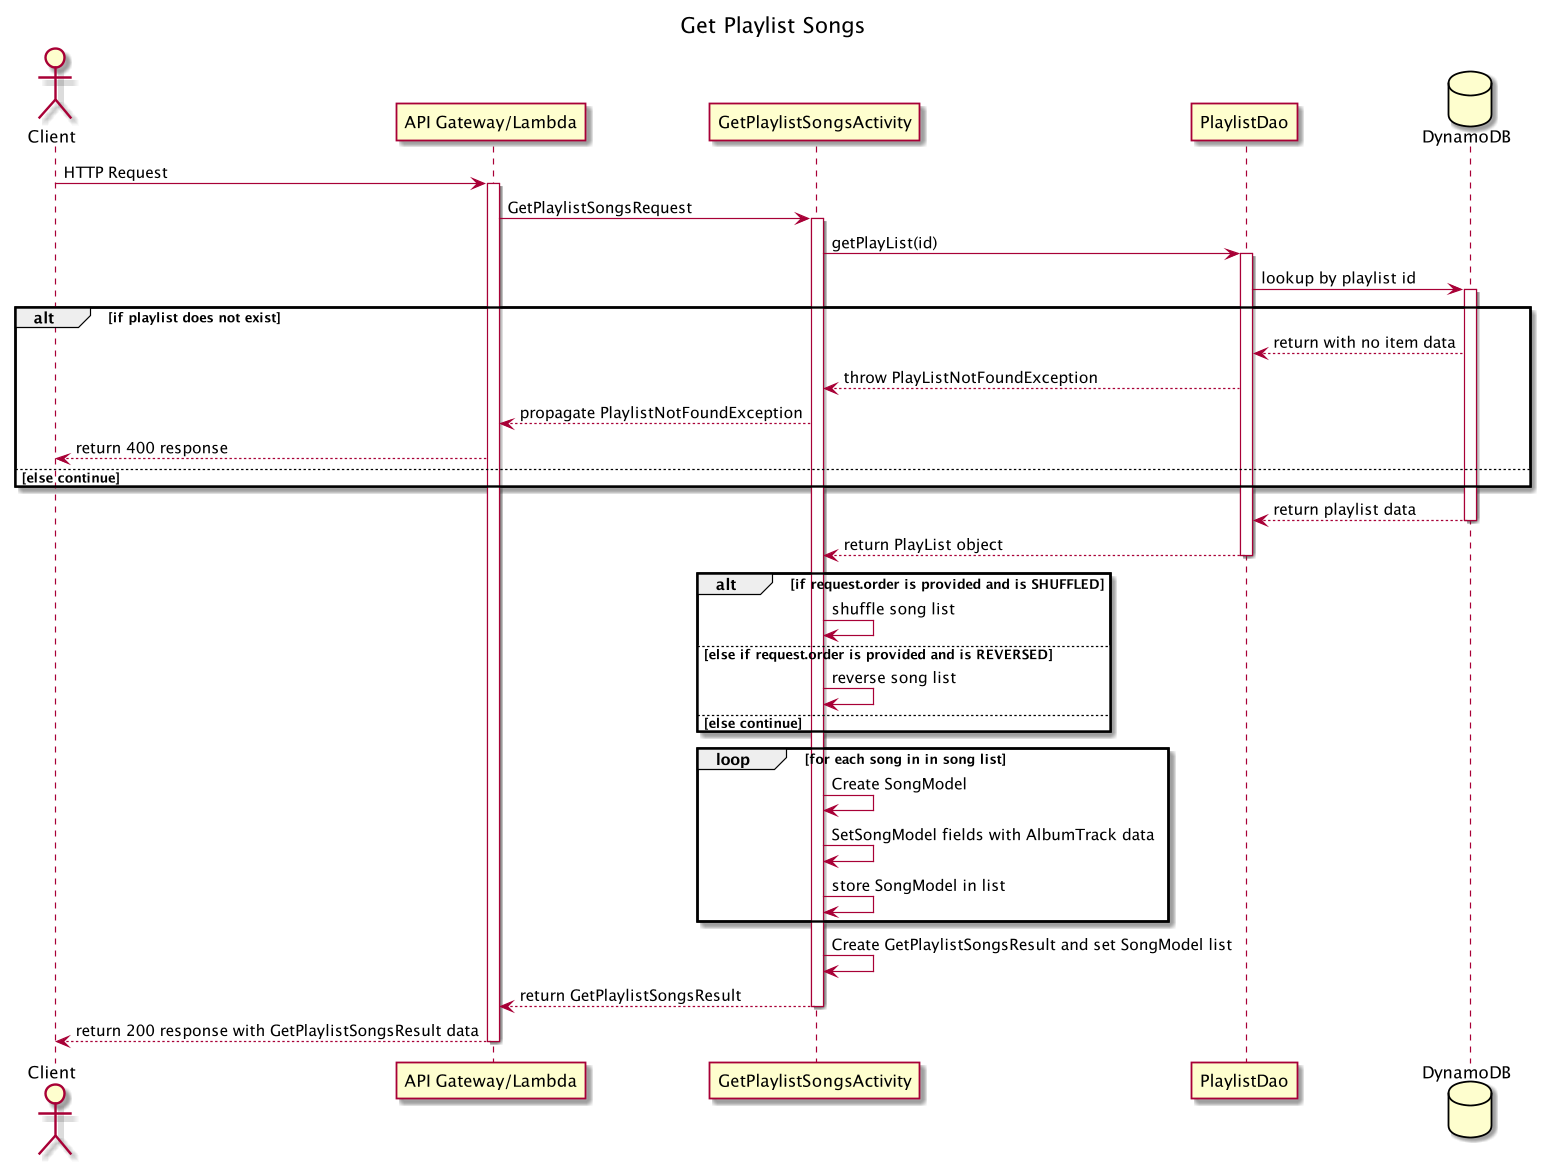 Get Playlist Songs
Client
API Gateway/Lambda
GetPlaylistSongsActivity
PlaylistDao
DynamoDB
HTTP Request
GetPlaylistSongsRequest
getPlayList(id)
lookup by playlist id
alt [if playlist does not exist]
return with no item data
throw PlayListNotFoundException
propagate PlaylistNotFoundException
return 400 response
[else continue]
return playlist data
return PlayList object
alt [if request.order is provided and is SHUFFLED]
shuffle song list
[else if request.order is provided and is REVERSED]
reverse song list
[else continue]
loop [for each song in in song list]
Create SongModel
SetSongModel fields with AlbumTrack data
store SongModel in list
Create GetPlaylistSongsResult and set SongModel list
return GetPlaylistSongsResult
return 200 response with GetPlaylistSongsResult data
Client
API Gateway/Lambda
GetPlaylistSongsActivity
PlaylistDao
DynamoDB